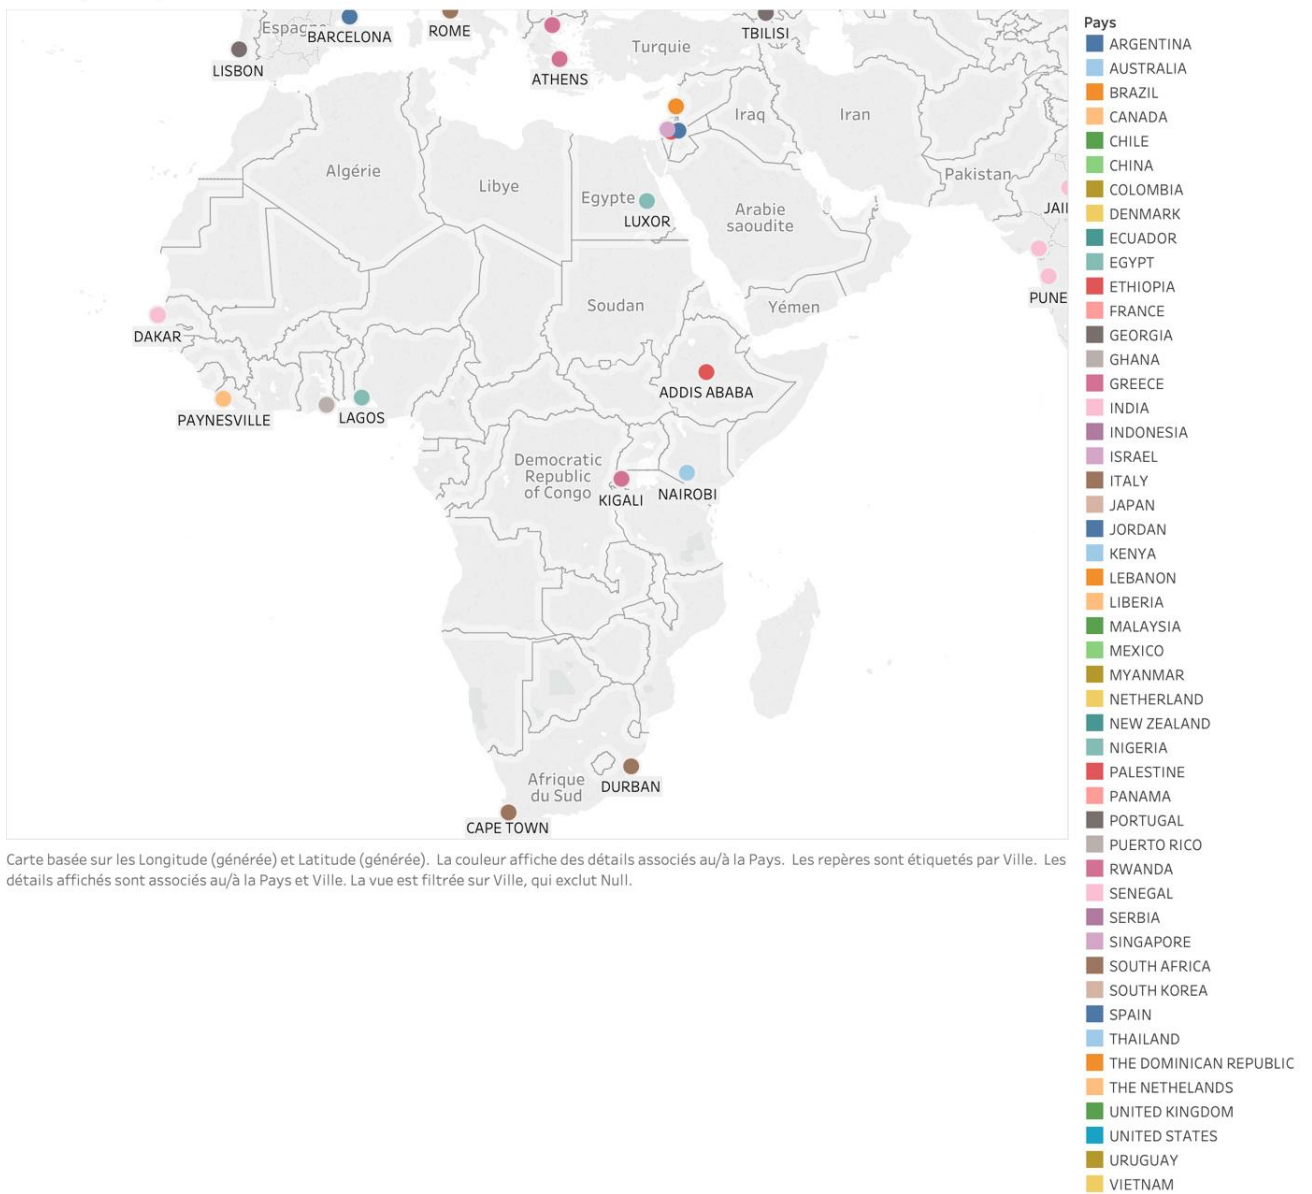 Espag
BARCELONA
ROME
TBILISI
LISBON
Turquie
ATHENS
Iraq
Iran
Algérie
Libye
Pakistan
Egypte
LUXOR
Arabie
saoudite
JAI
PUNE
Soudan
Yémen
DAKAR
ADDIS ABABA
PAYNESVILLE
LAGOS
Democratic
Republic
of Congo
KIGALI
NAIROBI
Afrique
du Sud
DURBAN
CAPE TOWN
Carte basée sur les Longitude (générée) et Latitude (générée). La couleur affiche des détails associés au/à la Pays. Les repères sont étiquetés par Ville. Les
détails affichés sont associés au/à la Pays et Ville. La vue est filtrée sur Ville, qui exclut Null.
Pays
ARGENTINA
AUSTRALIA
BRAZIL
CANADA
CHILE
CHINA
COLOMBIA
DENMARK
ECUADOR
EGYPT
ETHIOPIA
FRANCE
GEORGIA
GHANA
GREECE
INDIA
INDONESIA
ISRAEL
ITALY
JAPAN
JORDAN
KENYA
LEBANON
LIBERIA
MALAYSIA
MEXICO
MYANMAR
NETHERLAND
NEW ZEALAND
NIGERIA
PALESTINE
PANAMA
PORTUGAL
PUERTO RICO
RWANDA
SENEGAL
SERBIA
SINGAPORE
SOUTH AFRICA
SOUTH KOREA
SPAIN
THAILAND
THE DOMINICAN REPUBLIC
THE NETHELANDS
UNITED KINGDOM
UNITED STATES
URUGUAY
VIETNAM